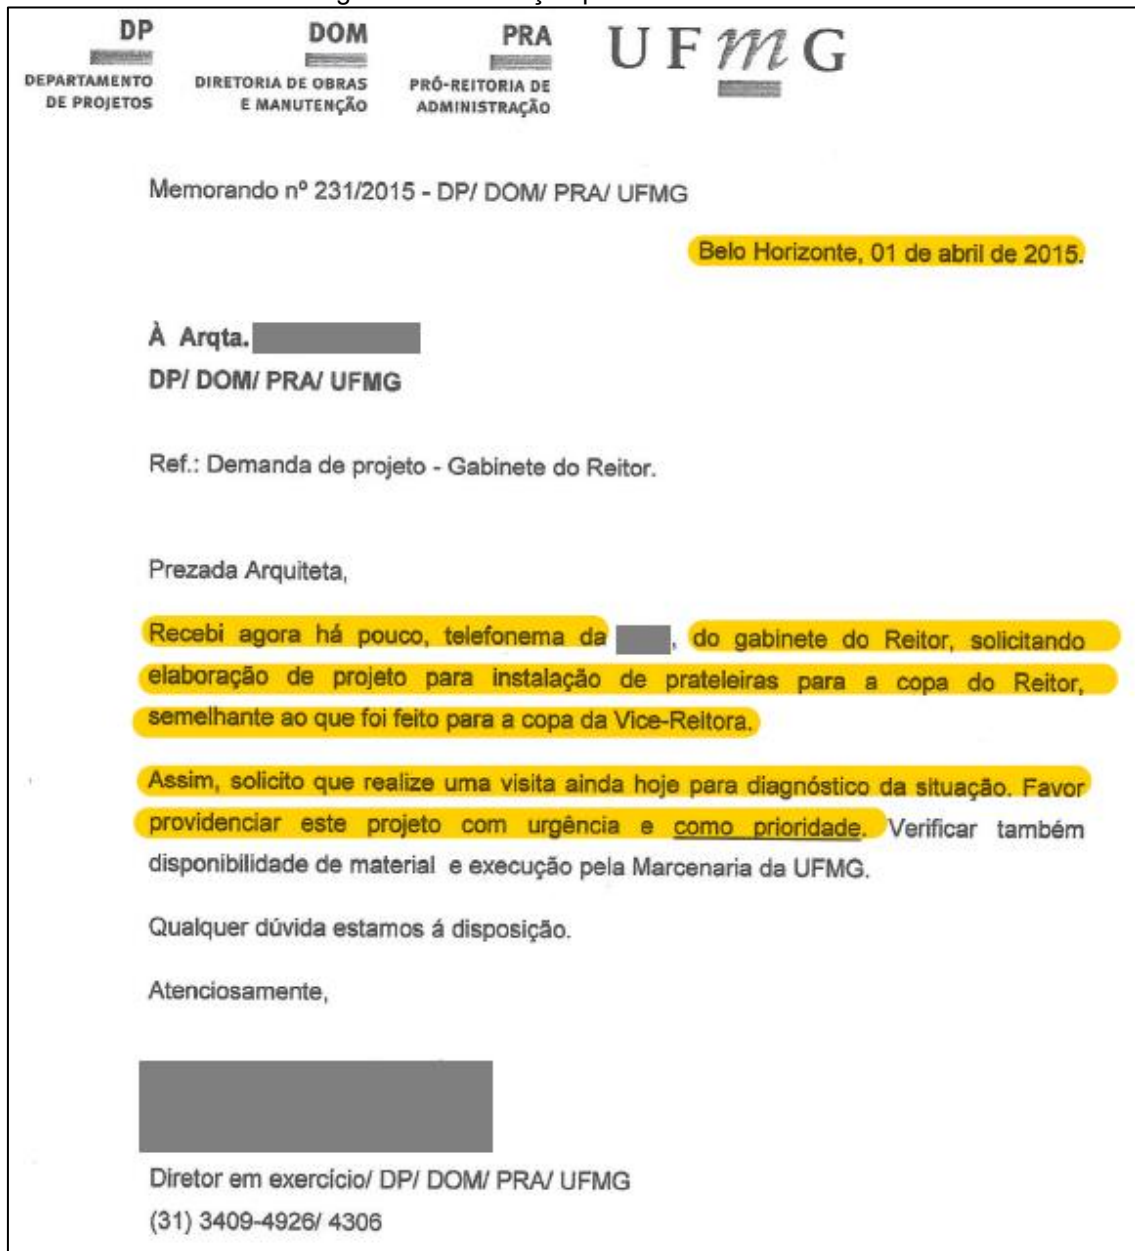 DP
DEPARTAMENTO
DE PROJETOS
DOM
DIRETORIA DE OBRAS
E MANUTENÇÃO
PRA
PRÓ-REITORIA DE
ADMINISTRAÇÃO
UFmG
Memorando nº 231/2015 - DP/ DOM/ PRA/ UFMG
Belo Horizonte, 01 de abril de 2015.
À Arqta.
DP/ DOM/ PRA/ UFMG
Ref.: Demanda de projeto - Gabinete do Reitor.
Prezada Arquiteta,
Recebi agora há pouco, telefonema da , do gabinete do Reitor, solicitando
elaboração de projeto para instalação de prateleiras para a copa do Reitor,
semelhante ao que foi feito para a copa da Vice-Reitora.
Assim, solicito que realize uma visita ainda hoje para diagnóstico da situação. Favor
providenciar este projeto com urgência e como prioridade. Verificar também
disponibilidade de material e execução pela Marcenaria da UFMG.
Qualquer dúvida estamos á disposição.
Atenciosamente,
Diretor em exercício/ DP/ DOM/ PRA/ UFMG
(31) 3409-4926/ 4306